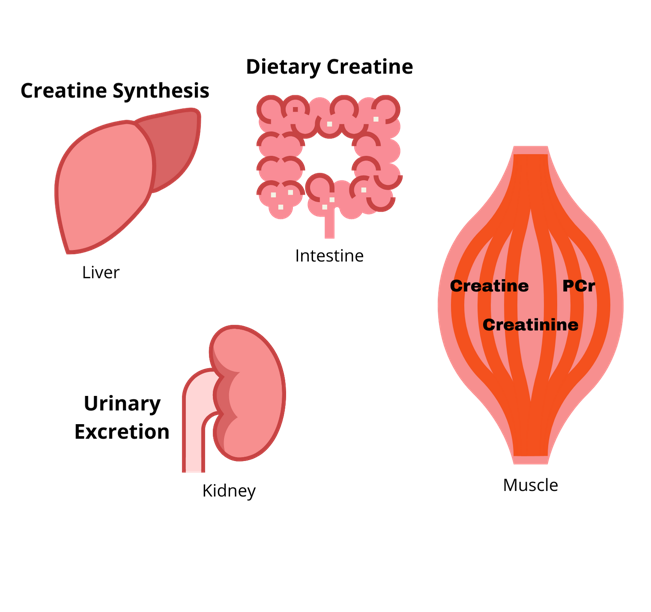 Dietary Creatine
Creatine Synthesis
Intestine
Liver
Creatine
PCr
Creatinine
Urinary
Excretion
Kidney
Muscle